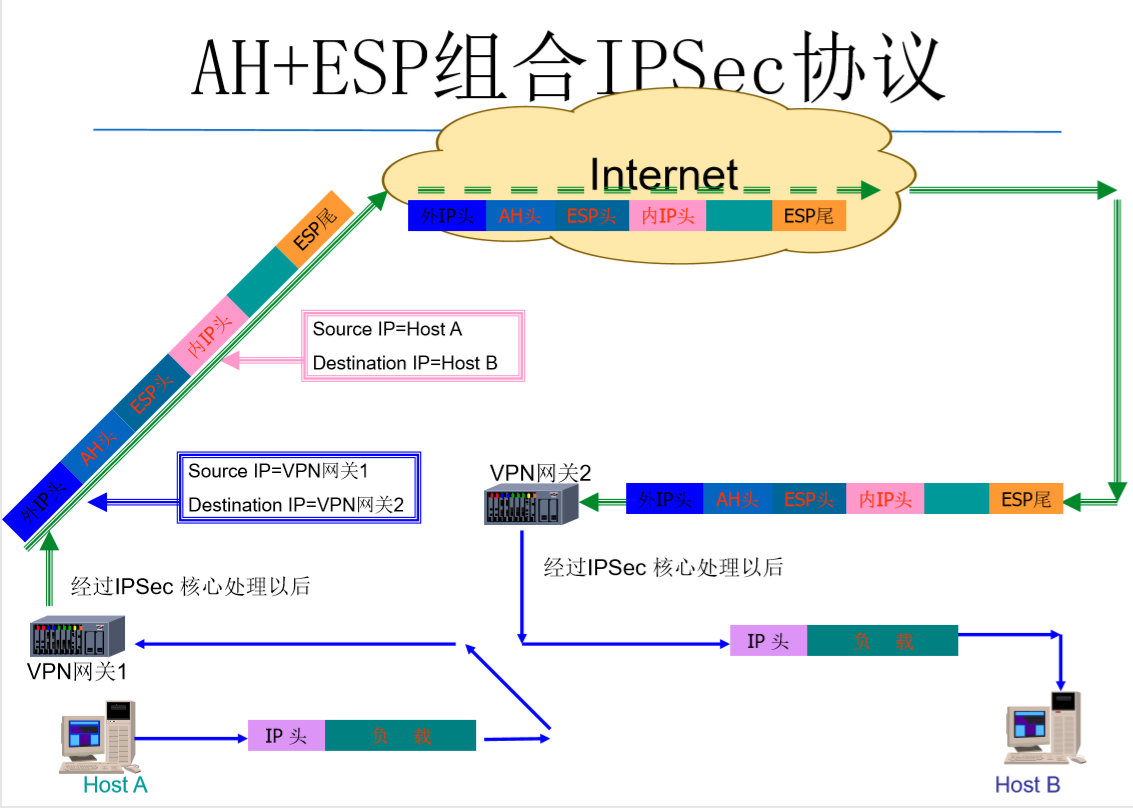 AH+ESP组合IPSec协议
Internet
外IP头 AH头 ESP头 内IP头 ESP尾
外IP头 AH头 ESP头 内IP头 ESP尾
Source IP=Host A
Destination IP=Host B
Source IP=VPN网关1
Destination IP=VPN网关2
VPN网关2
外IP头 AH头 ESP头 内IP头 ESP尾
经过IPSec 核心处理以后
经过IPSec 核心处理以后
VPN网关1
IP 头 负 载
IP 头 负 载
Host A
Host B